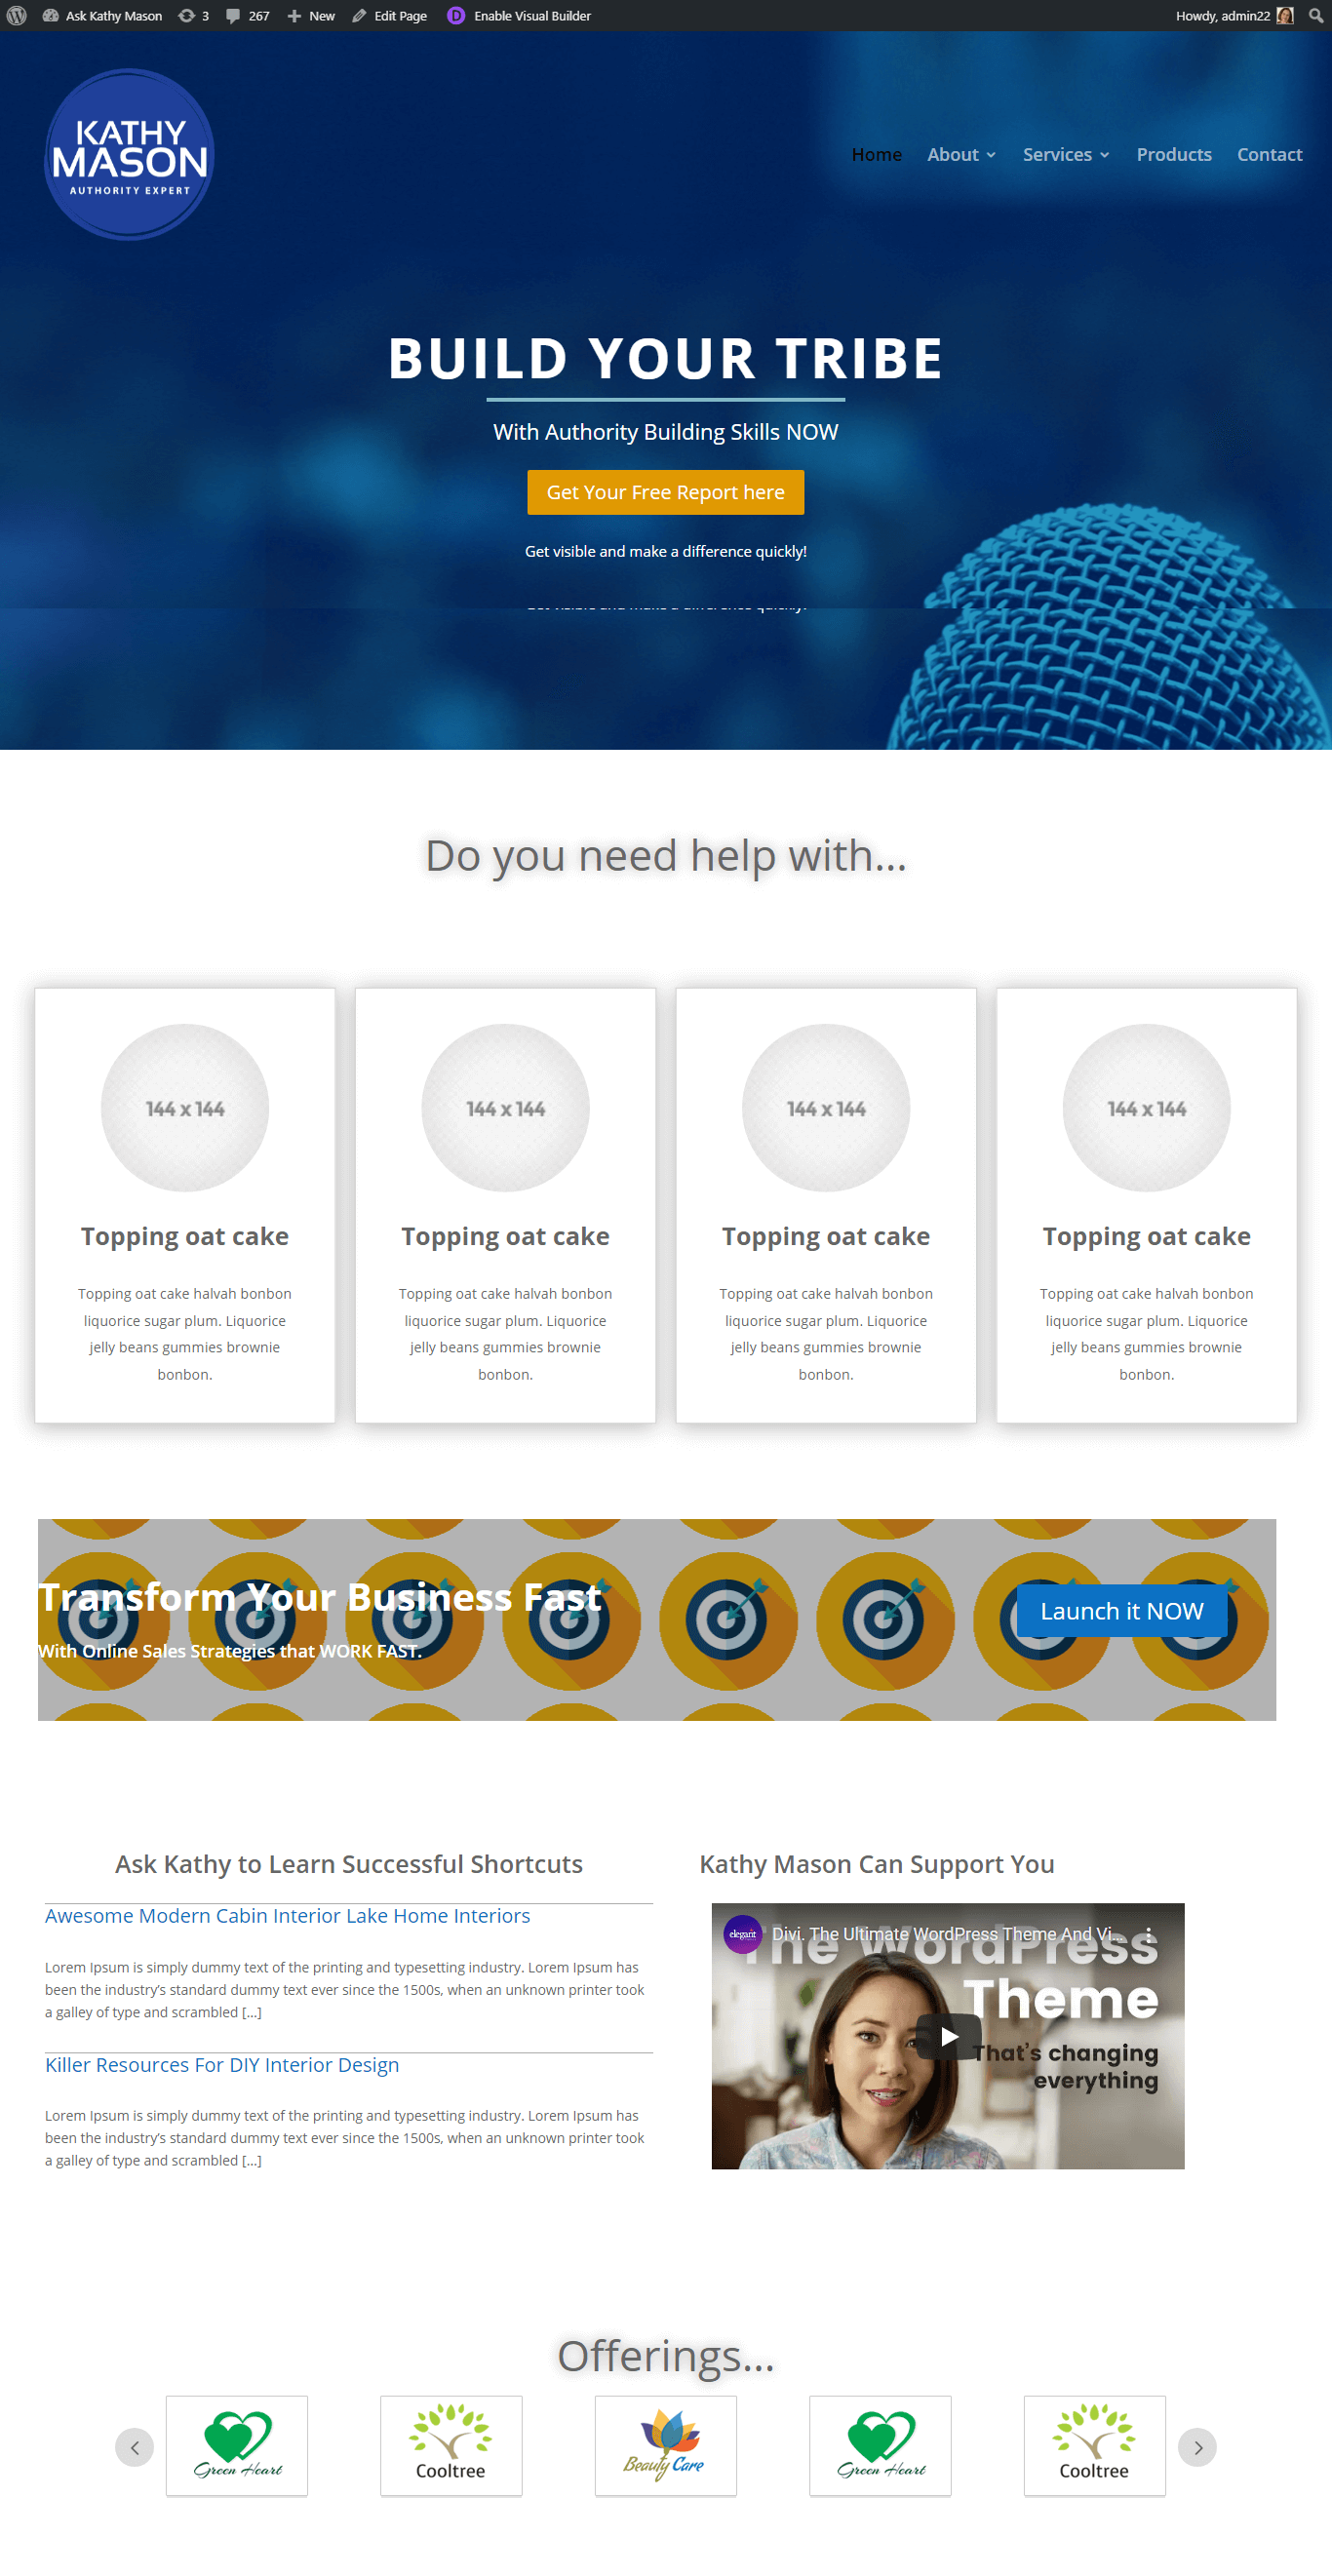 Ask Kathy Mason 3 267 New Edit Page Enable Visual Builder Howdy, admin22
KATHY
MASON
AUTHORITY EXPERT
Home About Services Products Contact
BUILD YOUR TRIBE
With Authority Building Skills NOW
Get Your Free Report here
Get visible and make a difference quickly!
Get visible and make a difference quickly!
Do you need help with...
144 x 144
Topping oat cake
Topping oat cake halvah bonbon
liquorice sugar plum. Liquorice
jelly beans gummies brownie
bonbon.
144 x 144
Topping oat cake
Topping oat cake halvah bonbon
liquorice sugar plum. Liquorice
jelly beans gummies brownie
bonbon.
144 x 144
Topping oat cake
Topping oat cake halvah bonbon
liquorice sugar plum. Liquorice
jelly beans gummies brownie
bonbon.
144 x 144
Topping oat cake
Topping oat cake halvah bonbon
liquorice sugar plum. Liquorice
jelly beans gummies brownie
bonbon.
Transform Your Business Fast
With Online Sales Strategies that WORK FAST.
Launch it NOW
Ask Kathy to Learn Successful Shortcuts
Awesome Modern Cabin Interior Lake Home Interiors
Lorem Ipsum is simply dummy text of the printing and typesetting industry. Lorem Ipsum has
been the industry’s standard dummy text ever since the 1500s, when an unknown printer took
a galley of type and scrambled [...]
Killer Resources For DIY Interior Design
Lorem Ipsum is simply dummy text of the printing and typesetting industry. Lorem Ipsum has
been the industry’s standard dummy text ever since the 1500s, when an unknown printer took
a galley of type and scrambled [...]
Kathy Mason Can Support You
elegant
Divi. The Ultimate WordPress Theme And Vi...
The WordPress
Theme
That's changing
everything
Offerings...
Green Heart
Cooltree
Beauty Care
Green Heart
Cooltree